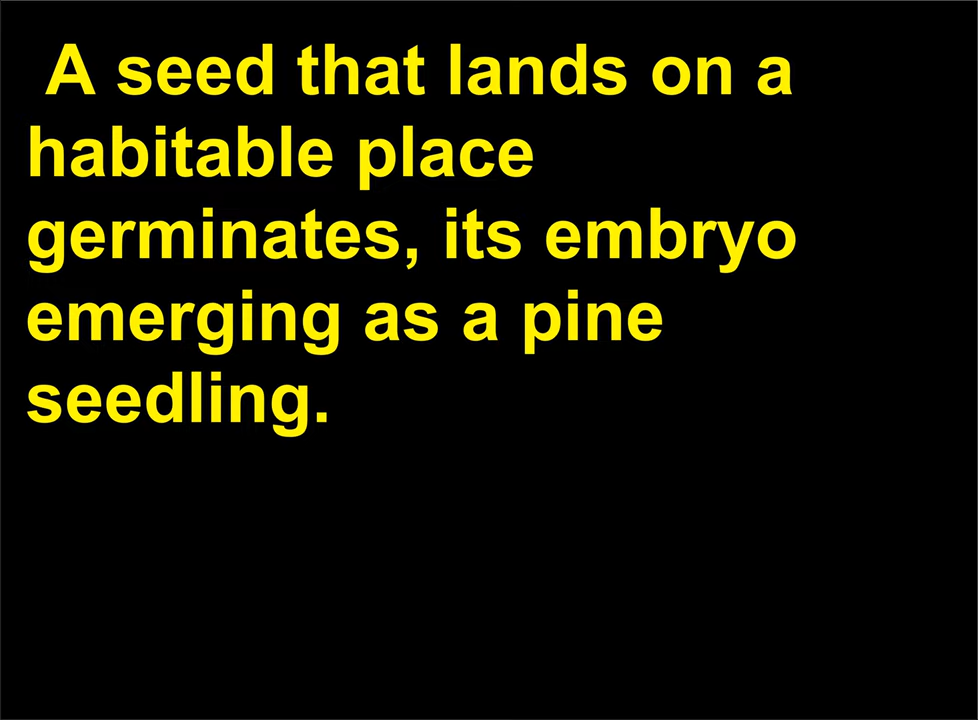 A seed that lands on a
habitable place
germinates, its embryo
emerging as a pine
seedling.